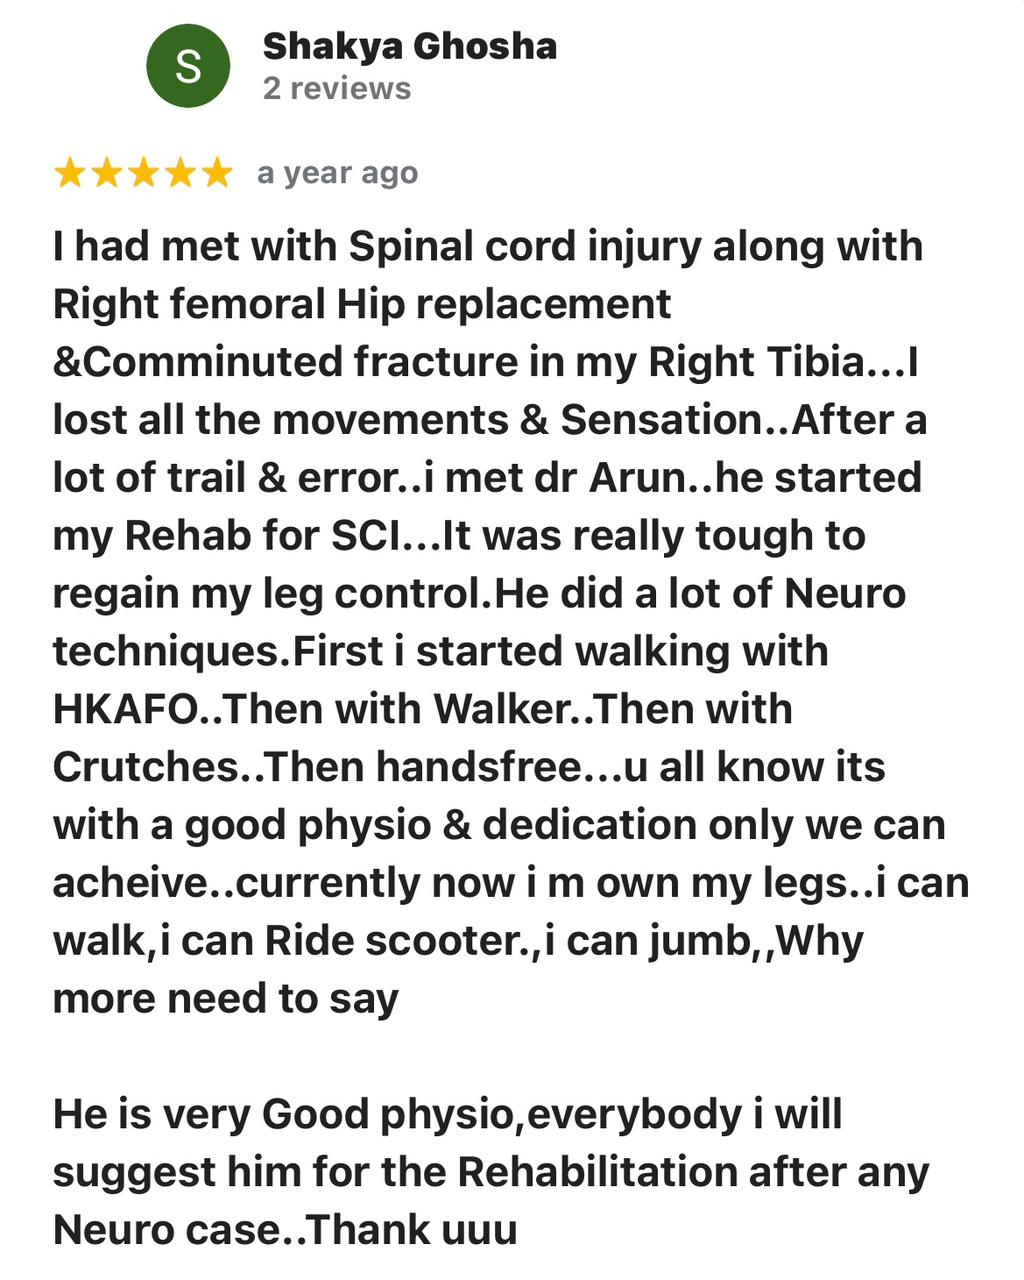 S
Shakya Ghosha
2 reviews
a year ago
I had met with Spinal cord injury along with
Right femoral Hip replacement
&Comminuted fracture in my Right Tibia...I
lost all the movements & Sensation..After a
lot of trail & error..i met dr Arun..he started
my Rehab for SCI...It was really tough to
regain my leg control.He did a lot of Neuro
techniques.First i started walking with
HKAFO..Then with Walker..Then with
Crutches..Then handsfree...u all know its
with a good physio & dedication only we can
acheive..currently now i m own my legs..i can
walk,i can Ride scooter.,i can jumb,,Why
more need to say
He is very Good physio,everybody i will
suggest him for the Rehabilitation after any
Neuro case..Thank uuu